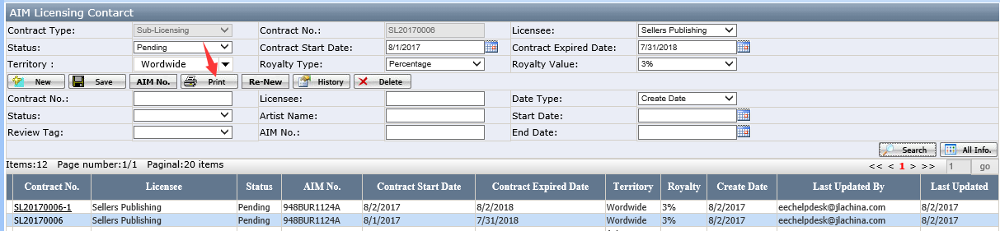 AIM Licensing Contarct
Contract Type: Sub-Licensing Contract No.: SL20170006 Licensee: Sellers Publishing
Status: Pending Contract Start Date: 8/1/2017 Contract Expired Date: 7/31/2018
Territory : Wordwide Royalty Type: Percentage Royalty Value: 3%
New Save AIM No. Print Re-New History Delete
Contract No.: Licensee: Date Type: Create Date
Status: Artist Name: Start Date:
Review Tag: AIM No.: End Date:
Search All Info.
Items:12 Page number:1/1 Paginal:20 items << < 1 > >> 1 go
Contract No. Licensee Status AIM No. Contract Start Date Contract Expired Date Territory Royalty Create Date Last Updated By Last Updated
SL20170006-1 Sellers Publishing Pending 948BUR1124A 8/2/2017 8/2/2018 Wordwide 3% 8/2/2017 eechelpdesk@jlachina.com 8/2/2017
SL20170006 Sellers Publishing Pending 948BUR1124A 8/1/2017 7/31/2018 Wordwide 3% 8/2/2017 eechelpdesk@jlachina.com 8/2/2017